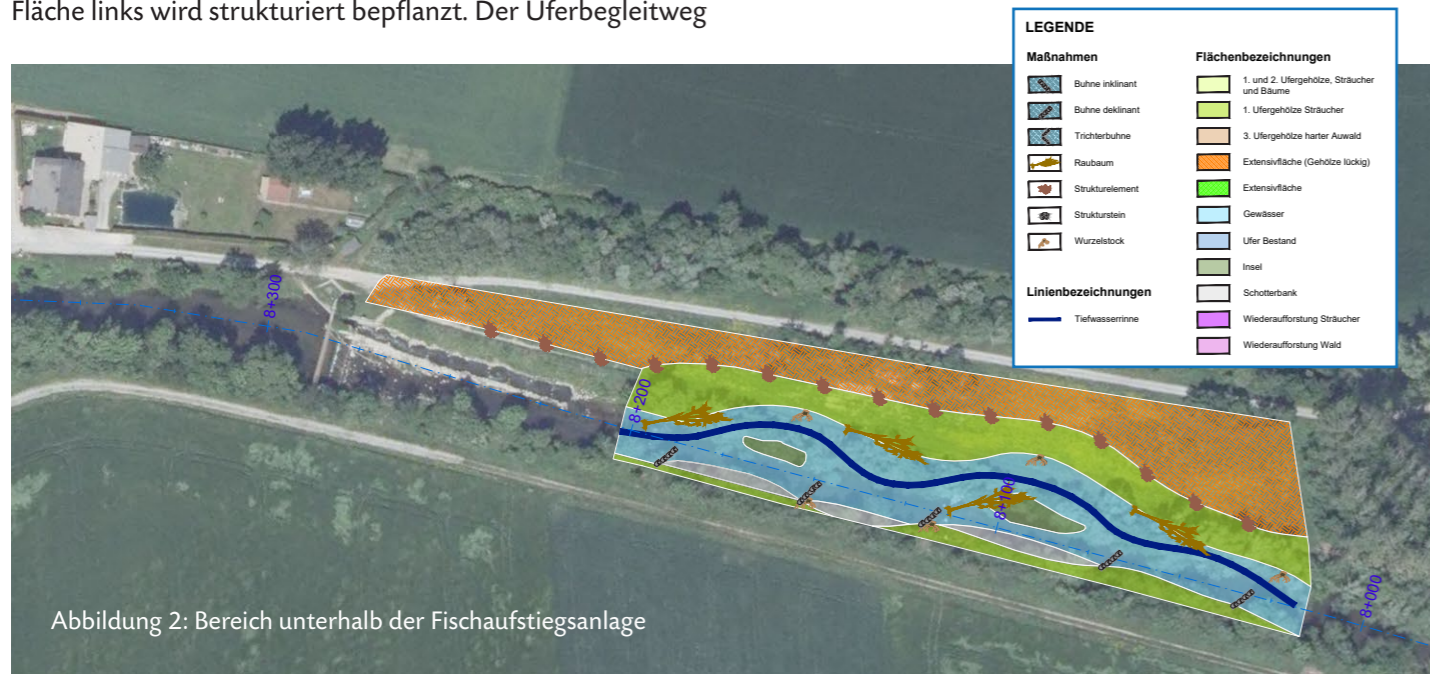 Fläche links wird strukturiert bepflanzt. Der Uferbegleitweg
LEGENDE
Maßnahmen
Buhne inklinant
Buhne deklinant
Trichterbuhne
Raubaum
Strukturelement
Strukturstein
Wurzelstock
Linienbezeichnungen
Tiefwasserrinne
Flächenbezeichnungen
1. und 2. Ufergehölze, Sträucher
und Bäume
1. Ufergehölze Sträucher
3. Ufergehölze harter Auwald
Extensivfläche (Gehölze lückig)
Extensivfläche
Gewässer
Ufer Bestand
Insel
Schotterbank
Wiederaufforstung Sträucher
Wiederaufforstung Wald
8+300
8+200
8+100
8+000
Abbildung 2: Bereich unterhalb der Fischaufstiegsanlage